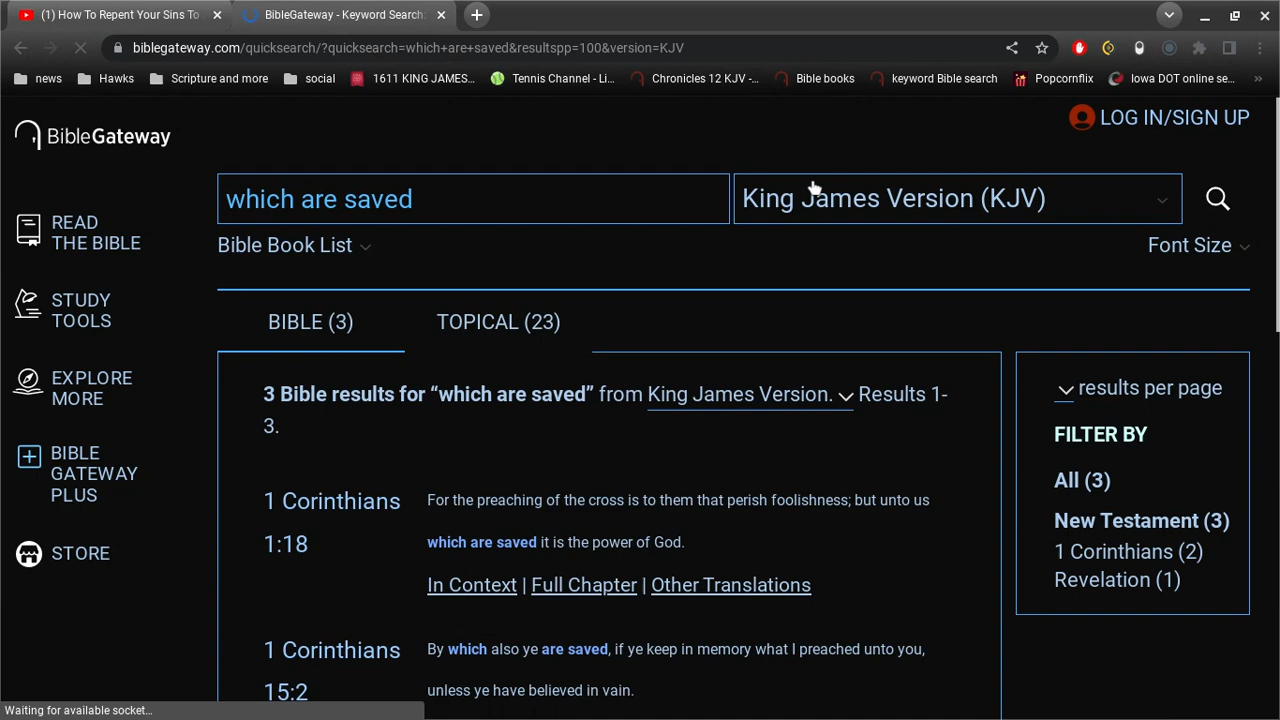 (1) How To Repent Your Sins To
BibleGateway - Keyword Search:
biblegateway.com/quicksearch/?quicksearch=which+are+saved&resultspp=100&version=KJV
news
Hawks
Scripture and more
social
1611 KING JAMES...
Tennis Channel - Li...
Chronicles 12 KJV -...
Bible books
keyword Bible search
Popcornflix
Iowa DOT online se...
»
BibleGateway
LOG IN/SIGN UP
which are saved
King James Version (KJV)
Bible Book List
Font Size
READ
THE BIBLE
STUDY
TOOLS
EXPLORE
MORE
BIBLE
GATEWAY
PLUS
STORE
BIBLE (3)
TOPICAL (23)
3 Bible results for “which are saved” from King James Version. Results 1-
3.
1 Corinthians
1:18
For the preaching of the cross is to them that perish foolishness; but unto us
which are saved it is the power of God.
In Context | Full Chapter | Other Translations
1 Corinthians
15:2
By which also ye are saved, if ye keep in memory what I preached unto you,
unless ye have believed in vain.
results per page
FILTER BY
All (3)
New Testament (3)
1 Corinthians (2)
Revelation (1)
Waiting for available socket...